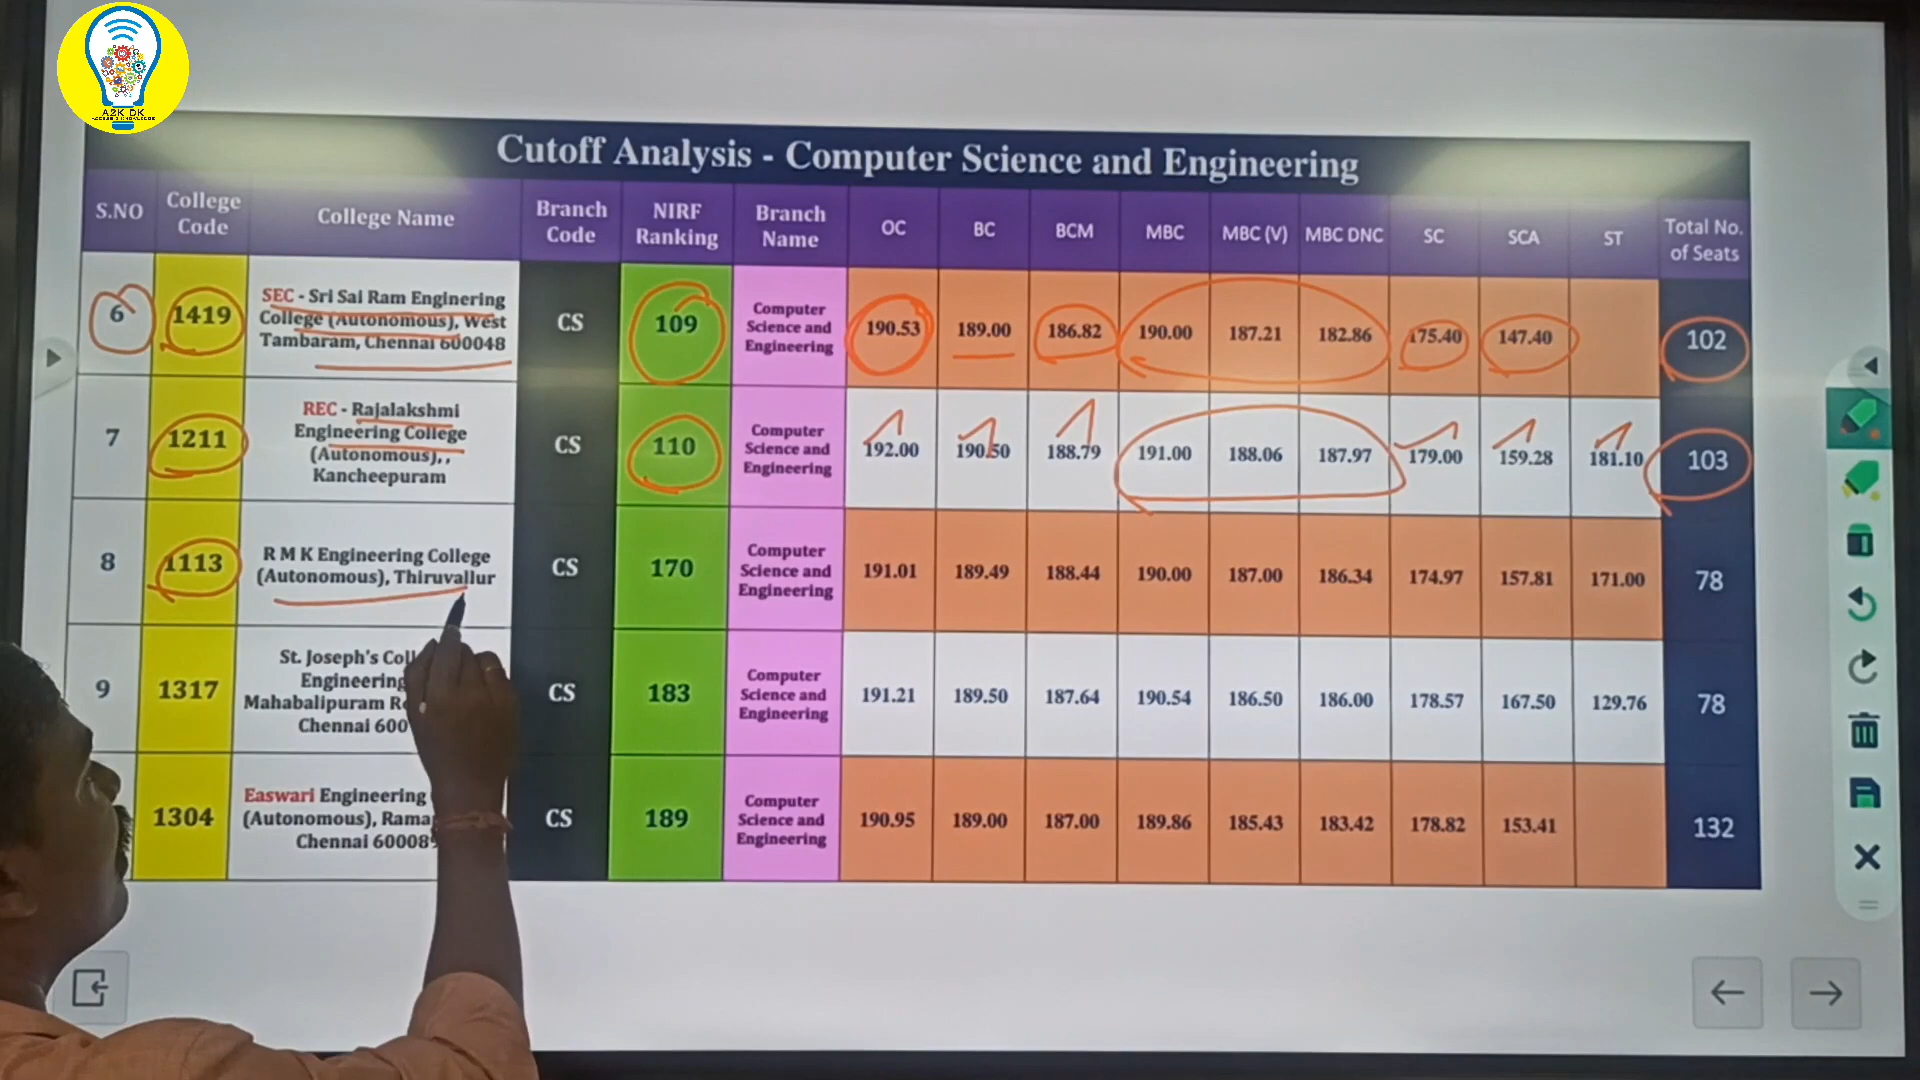 A2K DK
Cutoff Analysis - Computer Science and Engineering
S.NO
College Code
College Name
Branch Code
NIRF Ranking
Branch Name
OC
BC
BCM
MBC
MBC (V)
MBC DNC
SC
SCA
ST
Total No. of Seats
6
1419
SEC - Sri Sai Ram Enginering
College (Autonomous), West
Tambaram, Chennai 600048
CS
109
Computer
Science and
Engineering
190.53
189.00
186.82
190.00
187.21
182.86
175.40
147.40
102
7
1211
REC - Rajalakshmi
Engineering College
(Autonomous), ,
Kancheepuram
CS
110
Computer
Science and
Engineering
192.00
190.50
188.79
191.00
188.06
187.97
179.00
159.28
181.10
103
8
1113
R M K Engineering College
(Autonomous), Thiruvallur
CS
170
Computer
Science and
Engineering
191.01
189.49
188.44
190.00
187.00
186.34
174.97
157.81
171.00
78
9
1317
St. Joseph's
Engineering
Mahabalipuram
Chennai
CS
183
Computer
Science and
Engineering
191.21
189.50
187.64
190.54
186.50
186.00
178.57
167.50
129.76
78
1304
Easwari Engineering
(Autonomous),
Chennai 600089
CS
189
Computer
Science and
Engineering
190.95
189.00
187.00
189.86
185.43
183.42
178.82
153.41
132